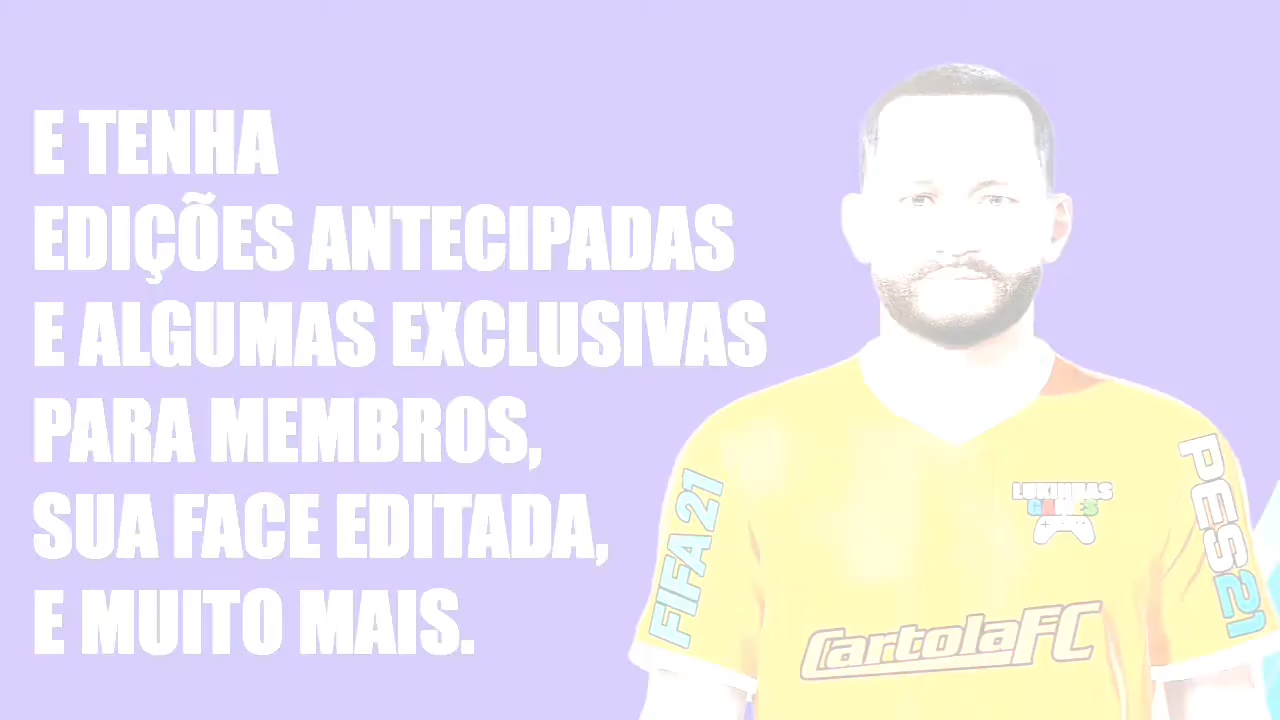 E TENHA
EDIÇÕES ANTECIPADAS
E ALGUMAS EXCLUSIVAS
PARA MEMBROS,
SUA FACE EDITADA,
E MUITO MAIS.
FIFA21
LUKINHAS
GAMES
PES21
CartolaFC